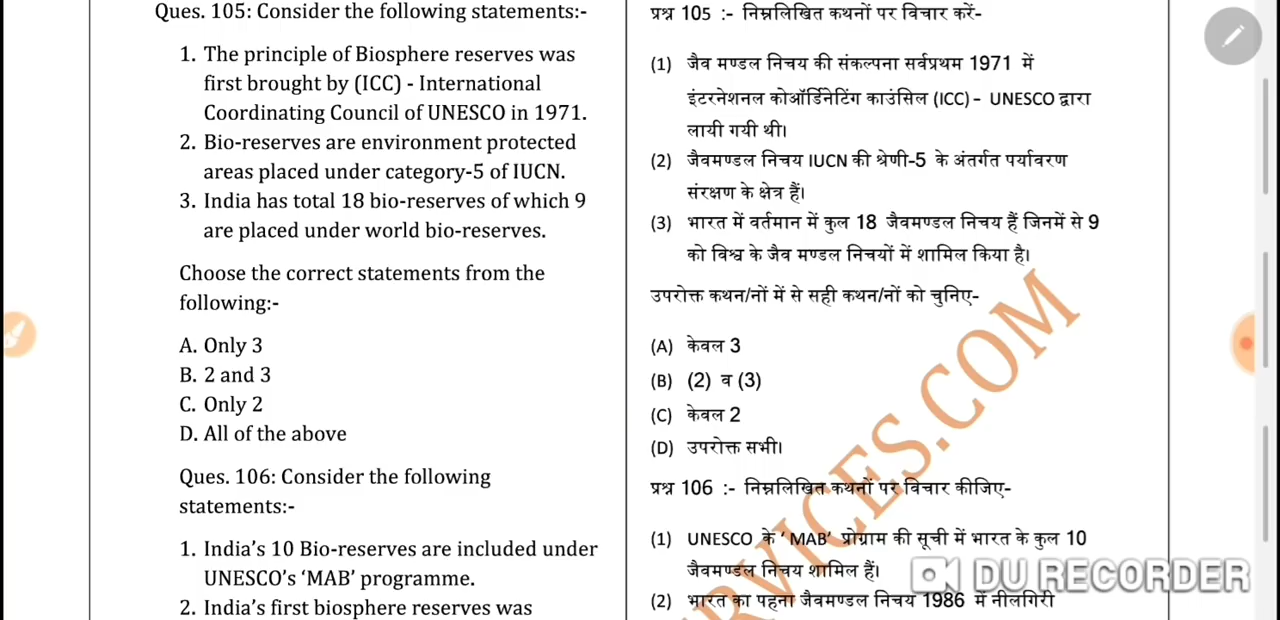 Ques. 105: Consider the following statements:-
1. The principle of Biosphere reserves was
first brought by (ICC) - International
Coordinating Council of UNESCO in 1971.
2. Bio-reserves are environment protected
areas placed under category-5 of IUCN.
3. India has total 18 bio-reserves of which 9
are placed under world bio-reserves.
Choose the correct statements from the
following:-
A. Only 3
B. 2 and 3
C. Only 2
D. All of the above
Ques. 106: Consider the following
statements:-
1. India's 10 Bio-reserves are included under
UNESCO's 'MAB' programme.
2. India's first biosphere reserves was
प्रश्न 105 :- निम्नलिखित कथनों पर विचार करें-
(1) जैव मण्डल निचय की संकल्पना सर्वप्रथम 1971 में
इंटरनेशनल कोऑर्डिनेटिंग काउंसिल (ICC) - UNESCO द्वारा
लायी गयी थी।
(2) जैवमण्डल निचय IUCN की श्रेणी-5 के अंतर्गत पर्यावरण
संरक्षण के क्षेत्र हैं।
(3) भारत में वर्तमान में कुल 18 जैवमण्डल निचय हैं जिनमें से 9
को विश्व के जैव मण्डल निचयों में शामिल किया है।
उपरोक्त कथन/नों में से सही कथन/नों को चुनिए-
(A) केवल 3
(B) (2) व (3)
(C) केवल 2
(D) उपरोक्त सभी।
प्रश्न 106 :- निम्नलिखित कथनों पर विचार कीजिए-
(1) UNESCO के 'MAB' प्रोग्राम की सूची में भारत के कुल 10
जैवमण्डल निचय शामिल हैं।
(2) भारत का पहला जैवमण्डल निचय 1986 में नीलगिरी
RVICES.COM
DU RECORDER